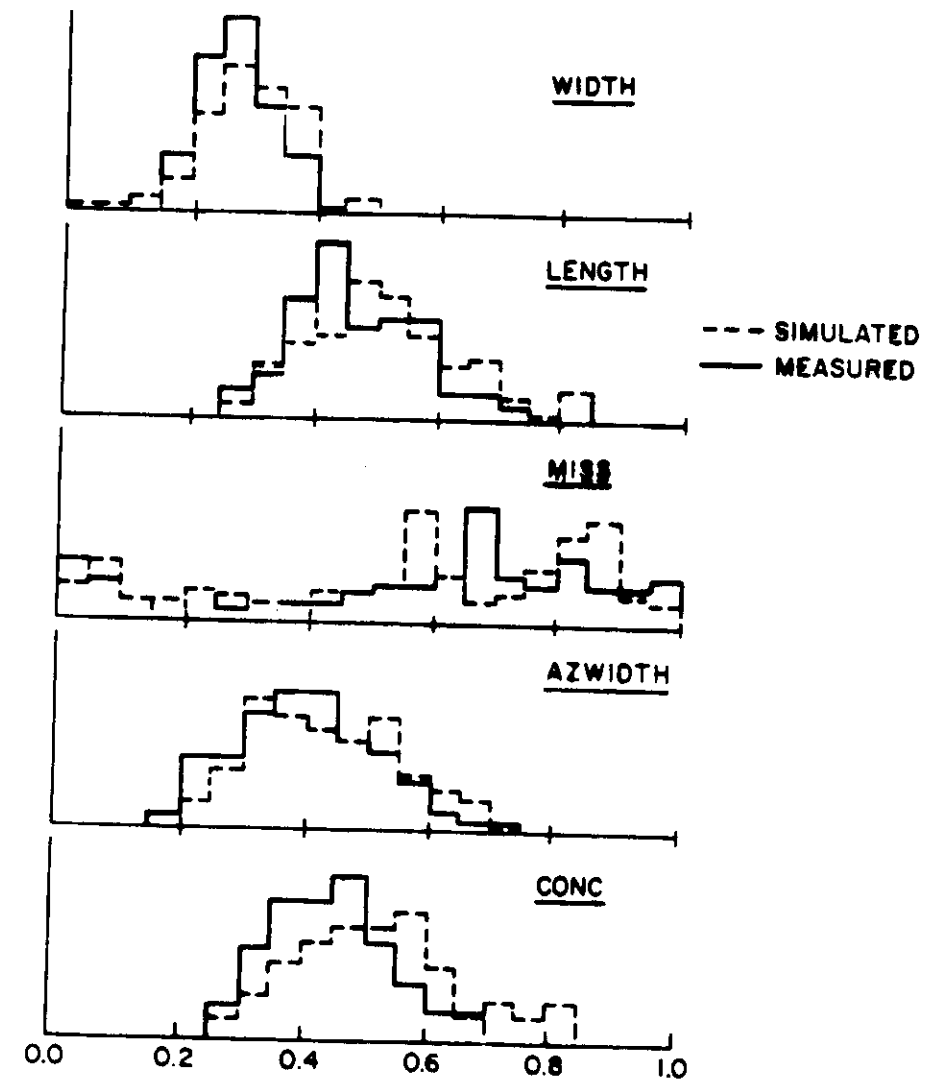 WIDTH
LENGTH
SIMULATED
MEASURED
MISS
AZWIDTH
CONC
0.0 0.2 0.4 0.6 0.8 1.0